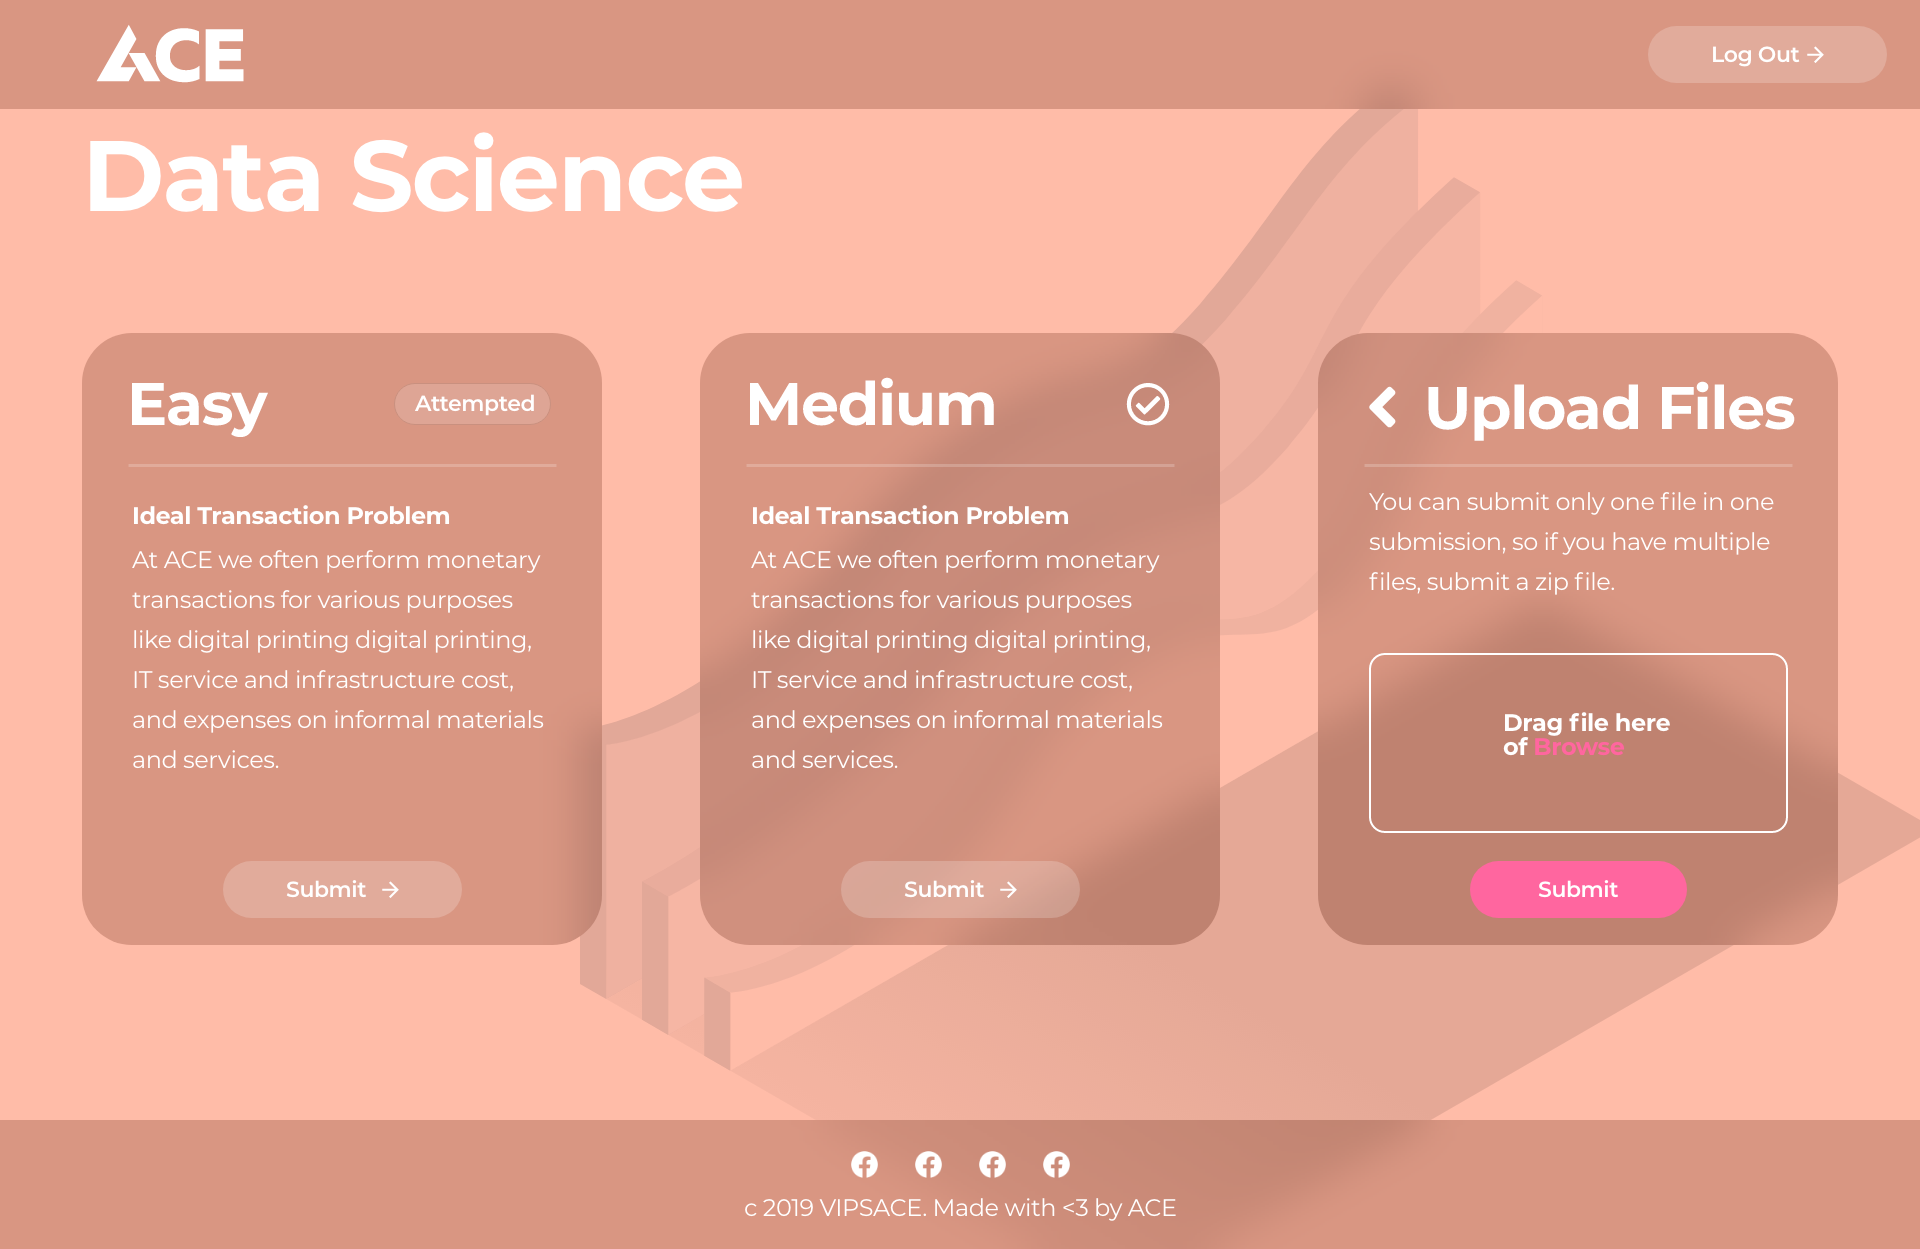 ACE
Log Out
Data Science
Easy
Attempted
Ideal Transaction Problem
At ACE we often perform monetary
transactions for various purposes
like digital printing digital printing,
IT service and infrastructure cost,
and expenses on informal materials
and services.
Submit
Medium
Ideal Transaction Problem
At ACE we often perform monetary
transactions for various purposes
like digital printing digital printing,
IT service and infrastructure cost,
and expenses on informal materials
and services.
Submit
Upload Files
You can submit only one file in one
submission, so if you have multiple
files, submit a zip file.
Drag file here
of Browse
Submit
c 2019 VIPSACE. Made with <3 by ACE